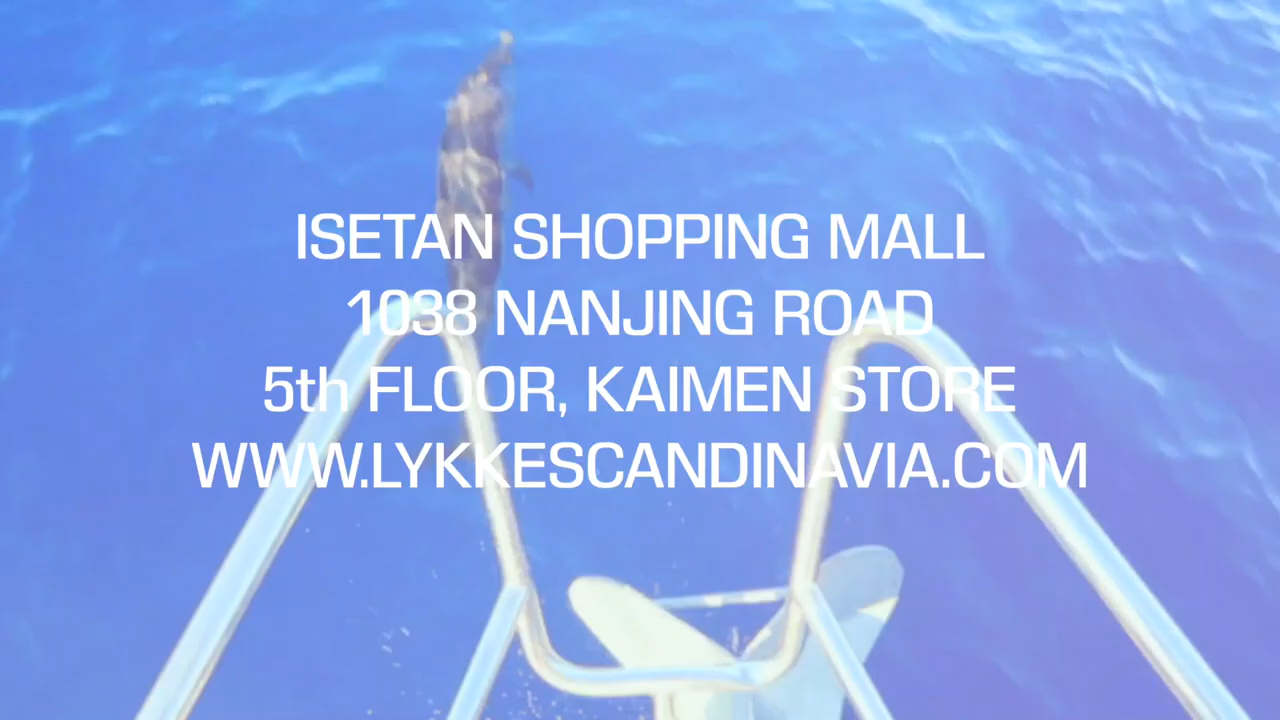 ISETAN SHOPPING MALL
1038 NANJING ROAD
5th FLOOR, KAIMEN STORE
WWW.LYKKESCANDINAVIA.COM